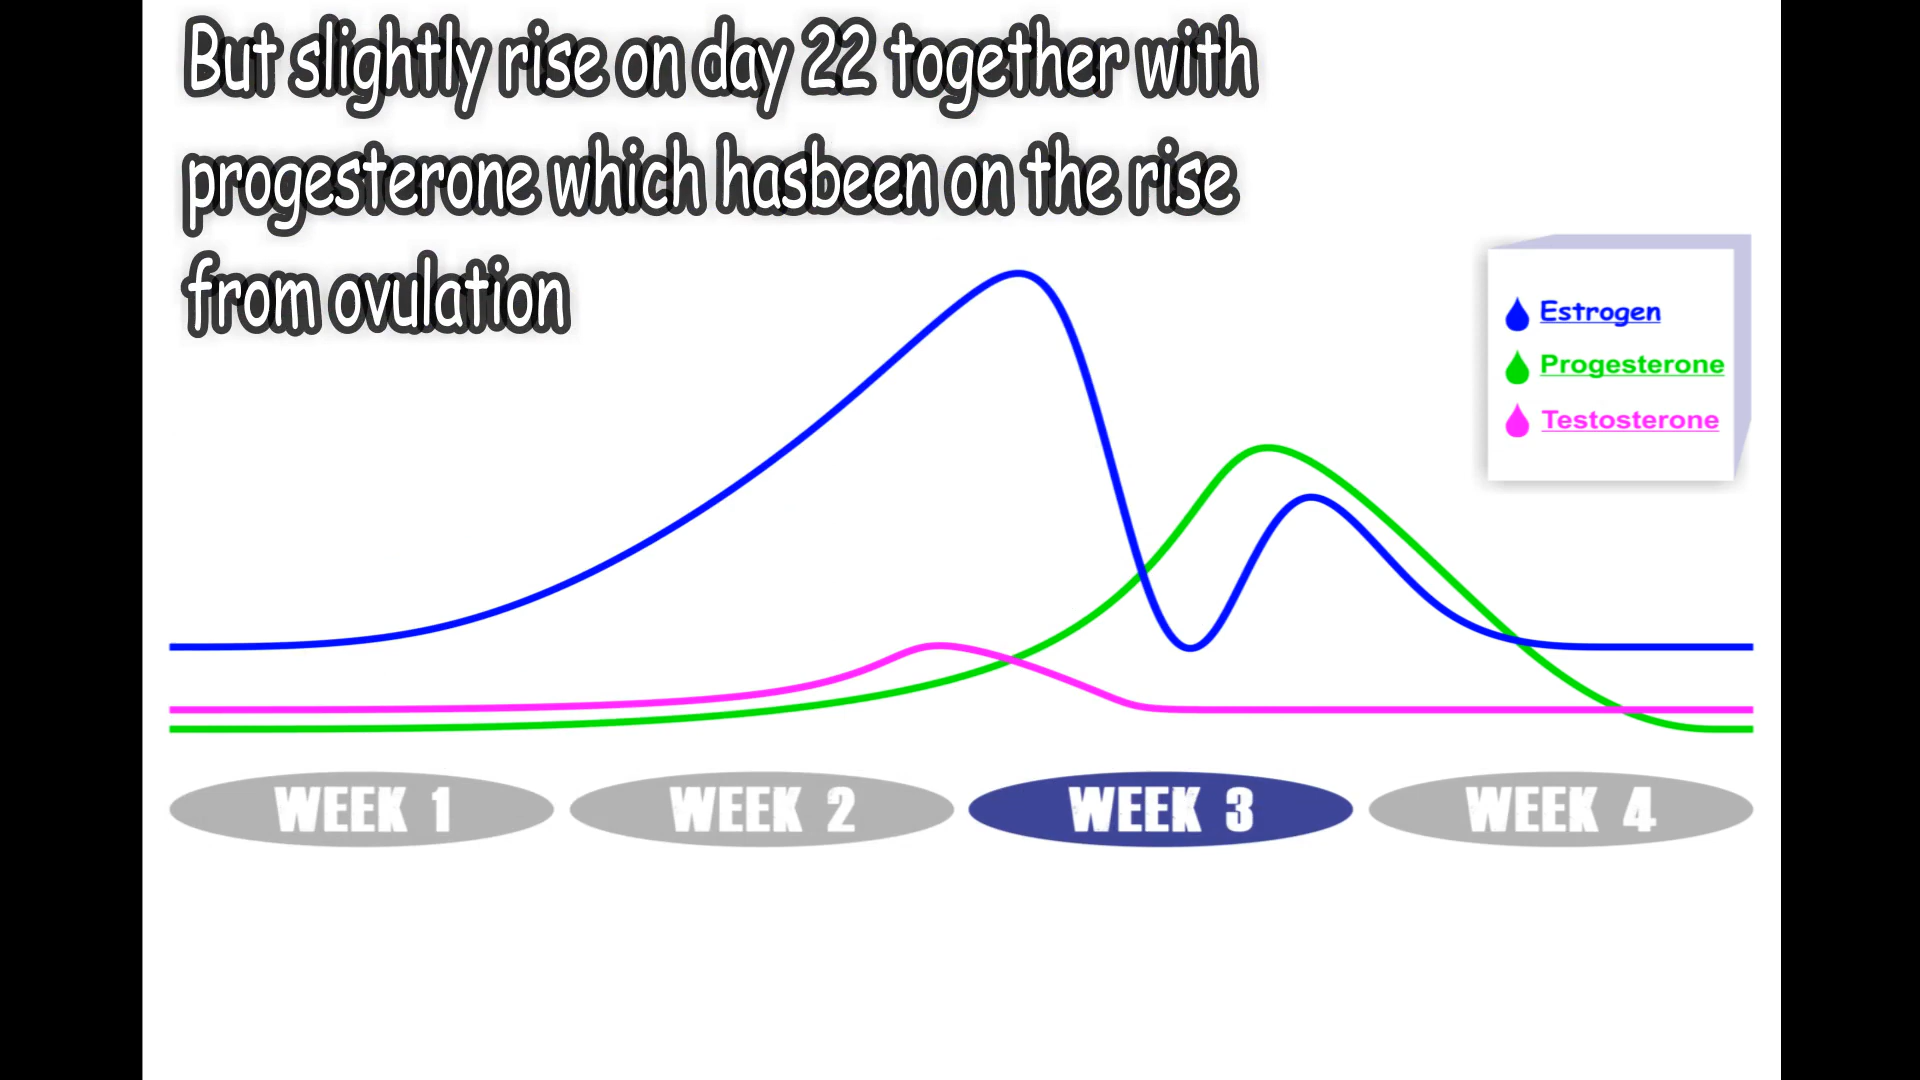 But slightly rise on day 22 together with
progesterone which hasbeen on the rise
from ovulation
Estrogen
Progesterone
Testosterone
WEEK 1
WEEK 2
WEEK 3
WEEK 4